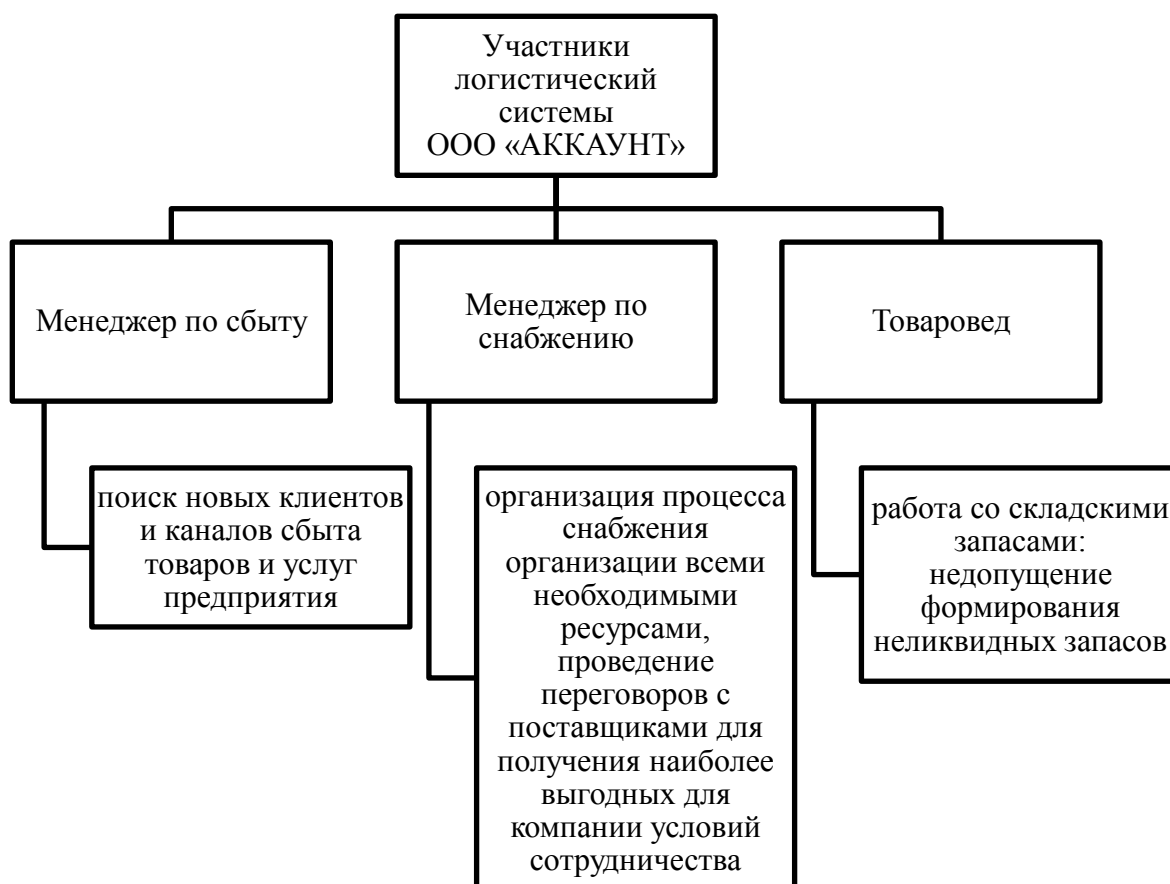 Участники
логистический
системы
ООО «АККАУНТ»
Менеджер по сбыту
Менеджер по
снабжению
Товаровед
поиск новых клиентов
и каналов сбыта
товаров и услуг
предприятия
организация процесса
снабжения
организации всеми
необходимыми
ресурсами,
проведение
переговоров с
поставщиками для
получения наиболее
выгодных для
компании условий
сотрудничества
работа со складскими
запасами:
недопущение
формирования
неликвидных запасов